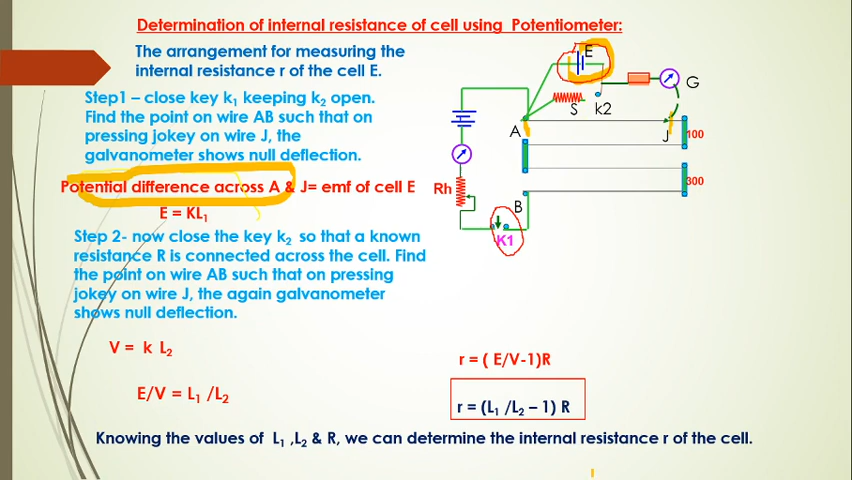 Determination of internal resistance of cell using Potentiometer:
The arrangement for measuring the
internal resistance r of the cell E.
Step1 – close key k₁ keeping k₂ open.
Find the point on wire AB such that on
pressing jokey on wire J, the
galvanometer shows null deflection.
Potential difference across A & J= emf of cell E
E = KL₁
Step 2- now close the key k₂ so that a known
resistance R is connected across the cell. Find
the point on wire AB such that on pressing
jokey on wire J, the again galvanometer
shows null deflection.
V = k L₂
E/V = L₁ /L₂
E
G
S k2
A
J
100
300
Rh
B
K1
r = ( E/V-1)R
r = (L₁ /L₂ – 1) R
Knowing the values of L₁ ,L₂ & R, we can determine the internal resistance r of the cell.